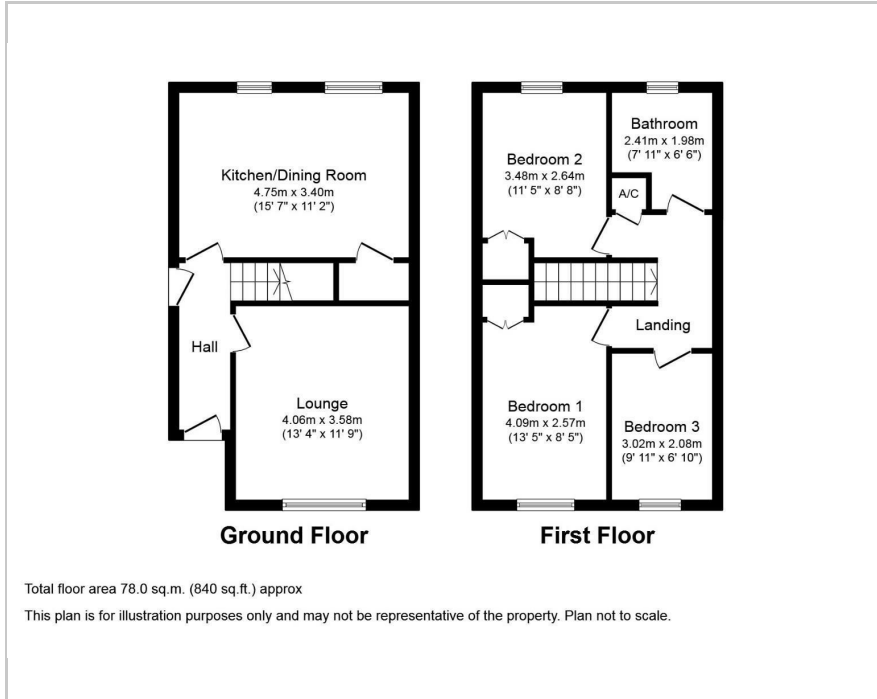 Kitchen/Dining Room
4.75m x 3.40m
(15' 7" x 11' 2")
Hall
Lounge
4.06m x 3.58m
(13' 4" x 11' 9")
Ground Floor
Bedroom 2
3.48m x 2.64m
(11' 5" x 8' 8")
Bathroom
2.41m x 1.98m
(7' 11" x 6' 6")
A/C
Landing
Bedroom 1
4.09m x 2.57m
(13' 5" x 8' 5")
Bedroom 3
3.02m x 2.08m
(9' 11" x 6' 10")
First Floor
Total floor area 78.0 sq.m. (840 sq.ft.) approx
This plan is for illustration purposes only and may not be representative of the property. Plan not to scale.